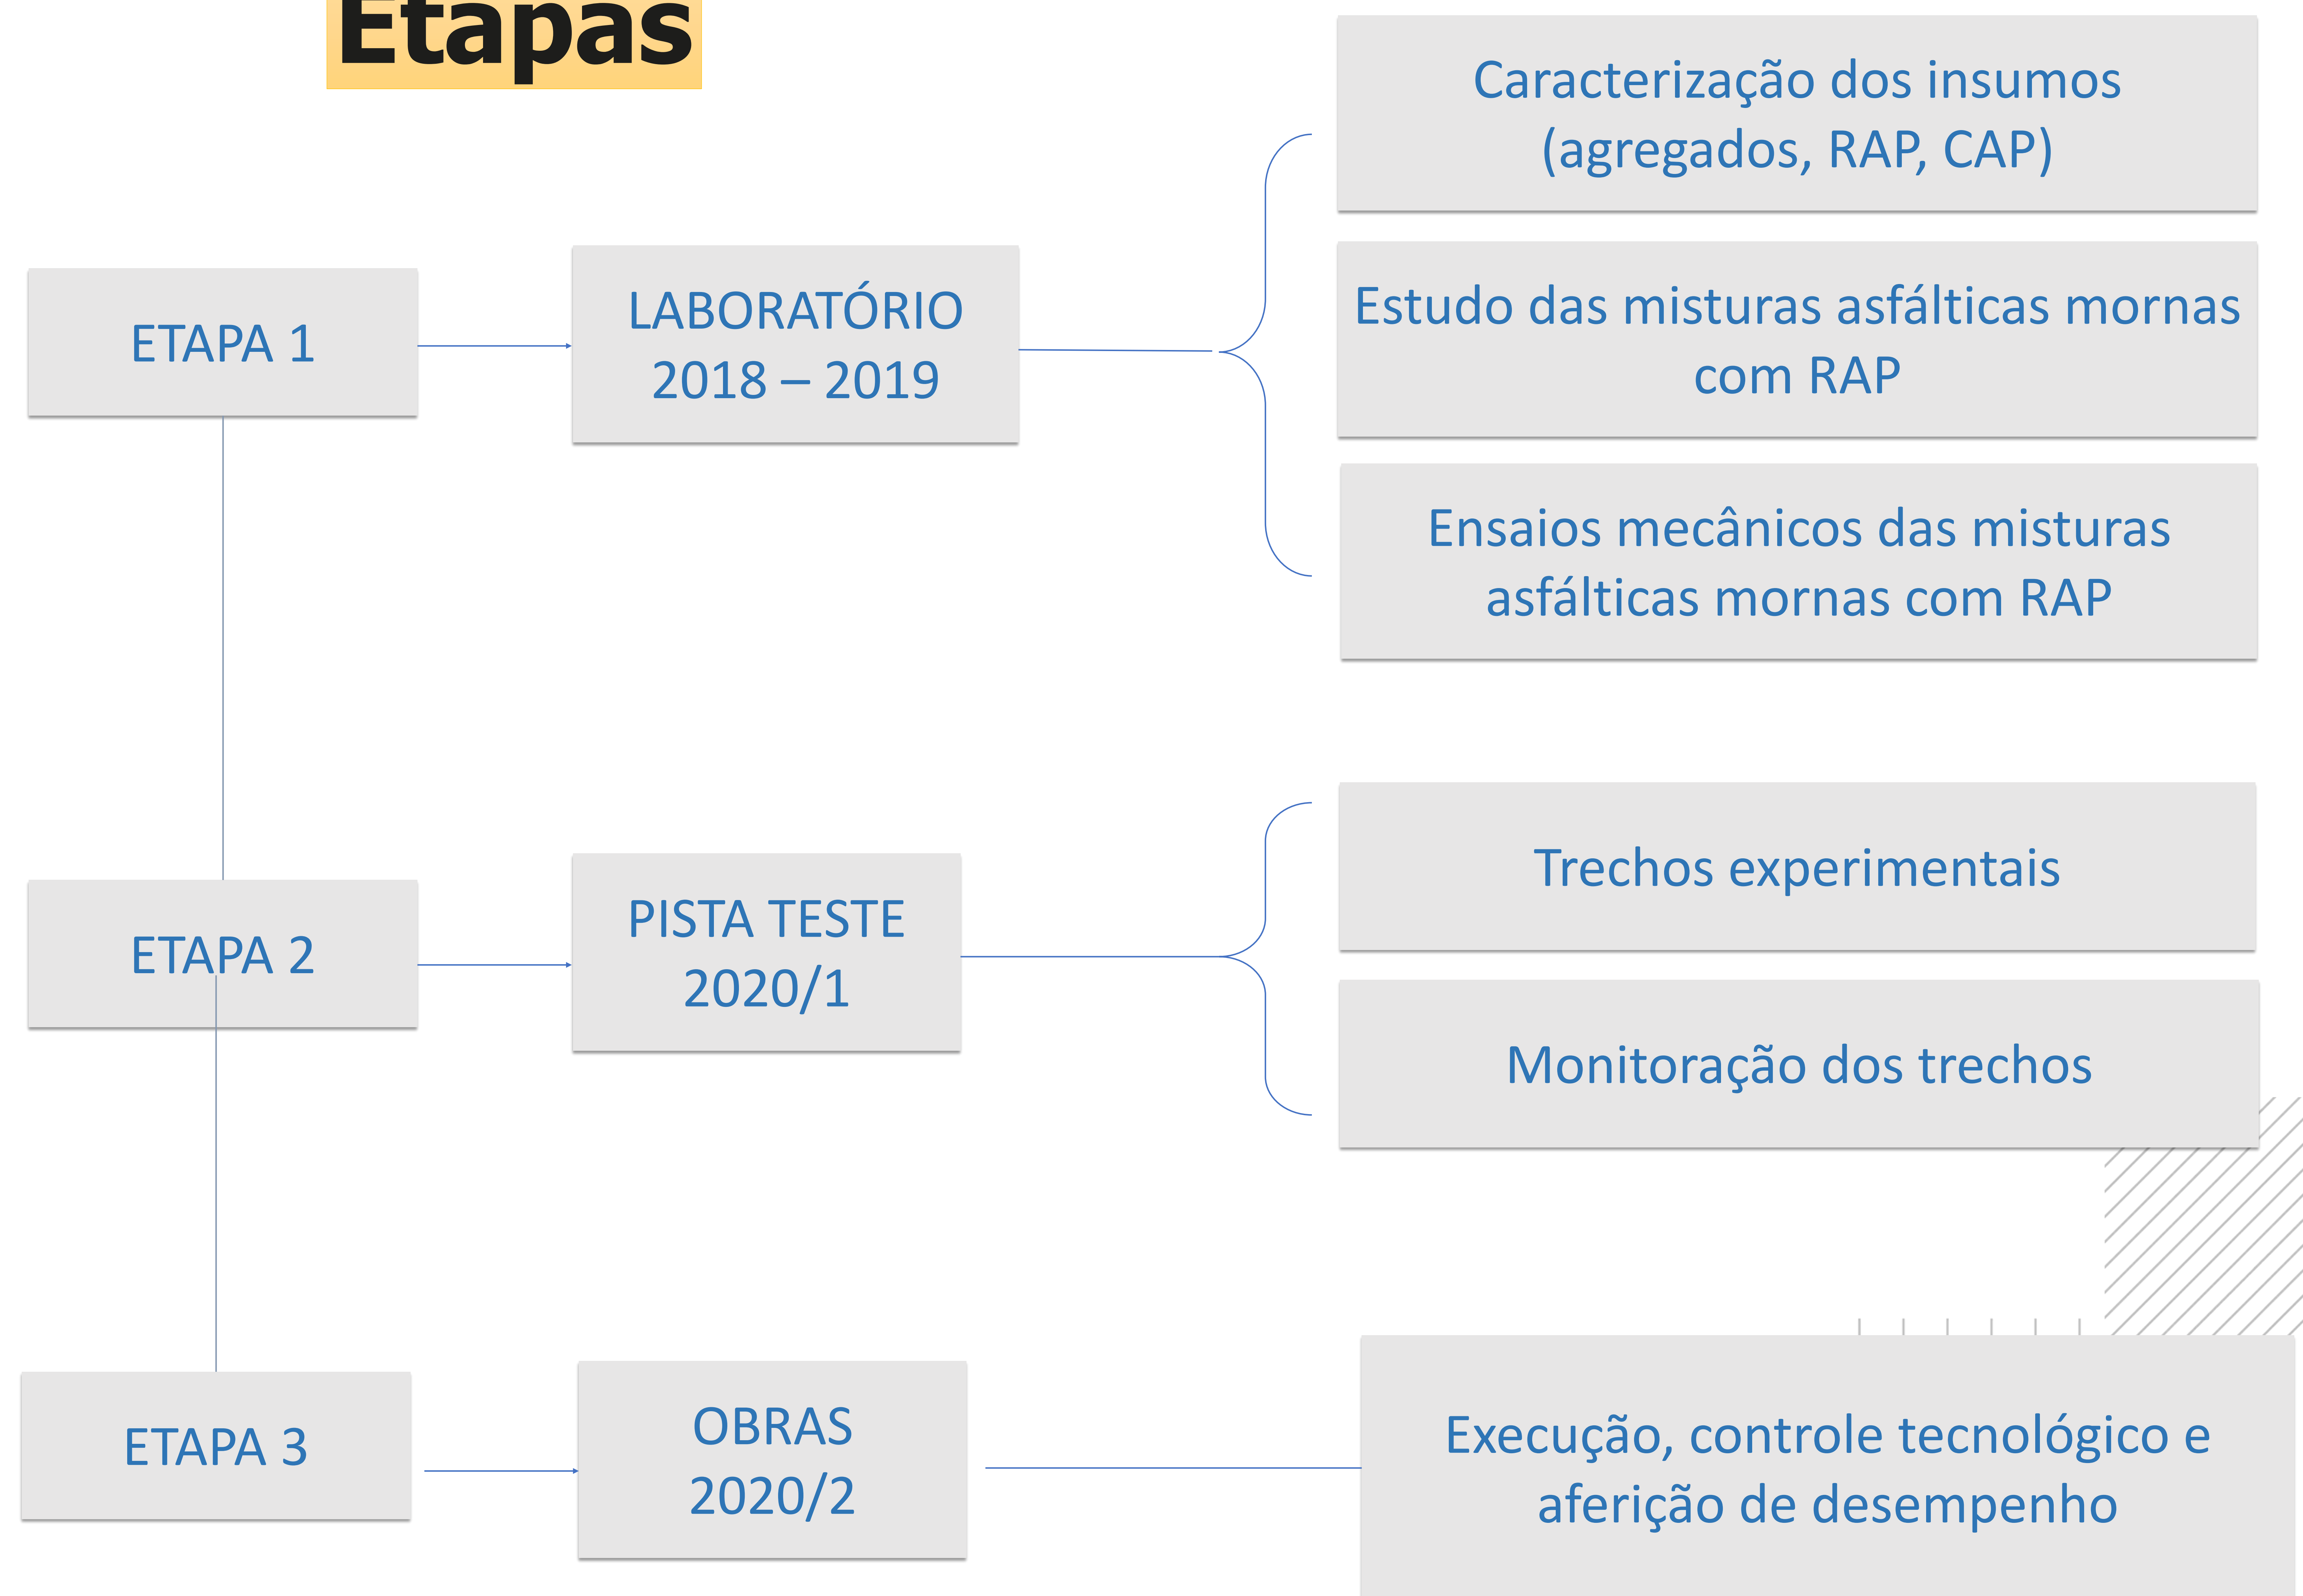 Etapas
Caracterização dos insumos
(agregados, RAP, CAP)
ETAPA 1
LABORATÓRIO
2018 – 2019
Estudo das misturas asfálticas mornas
com RAP
Ensaios mecânicos das misturas
asfálticas mornas com RAP
ETAPA 2
PISTA TESTE
2020/1
Trechos experimentais
Monitoração dos trechos
ETAPA 3
OBRAS
2020/2
Execução, controle tecnológico e
aferição de desempenho